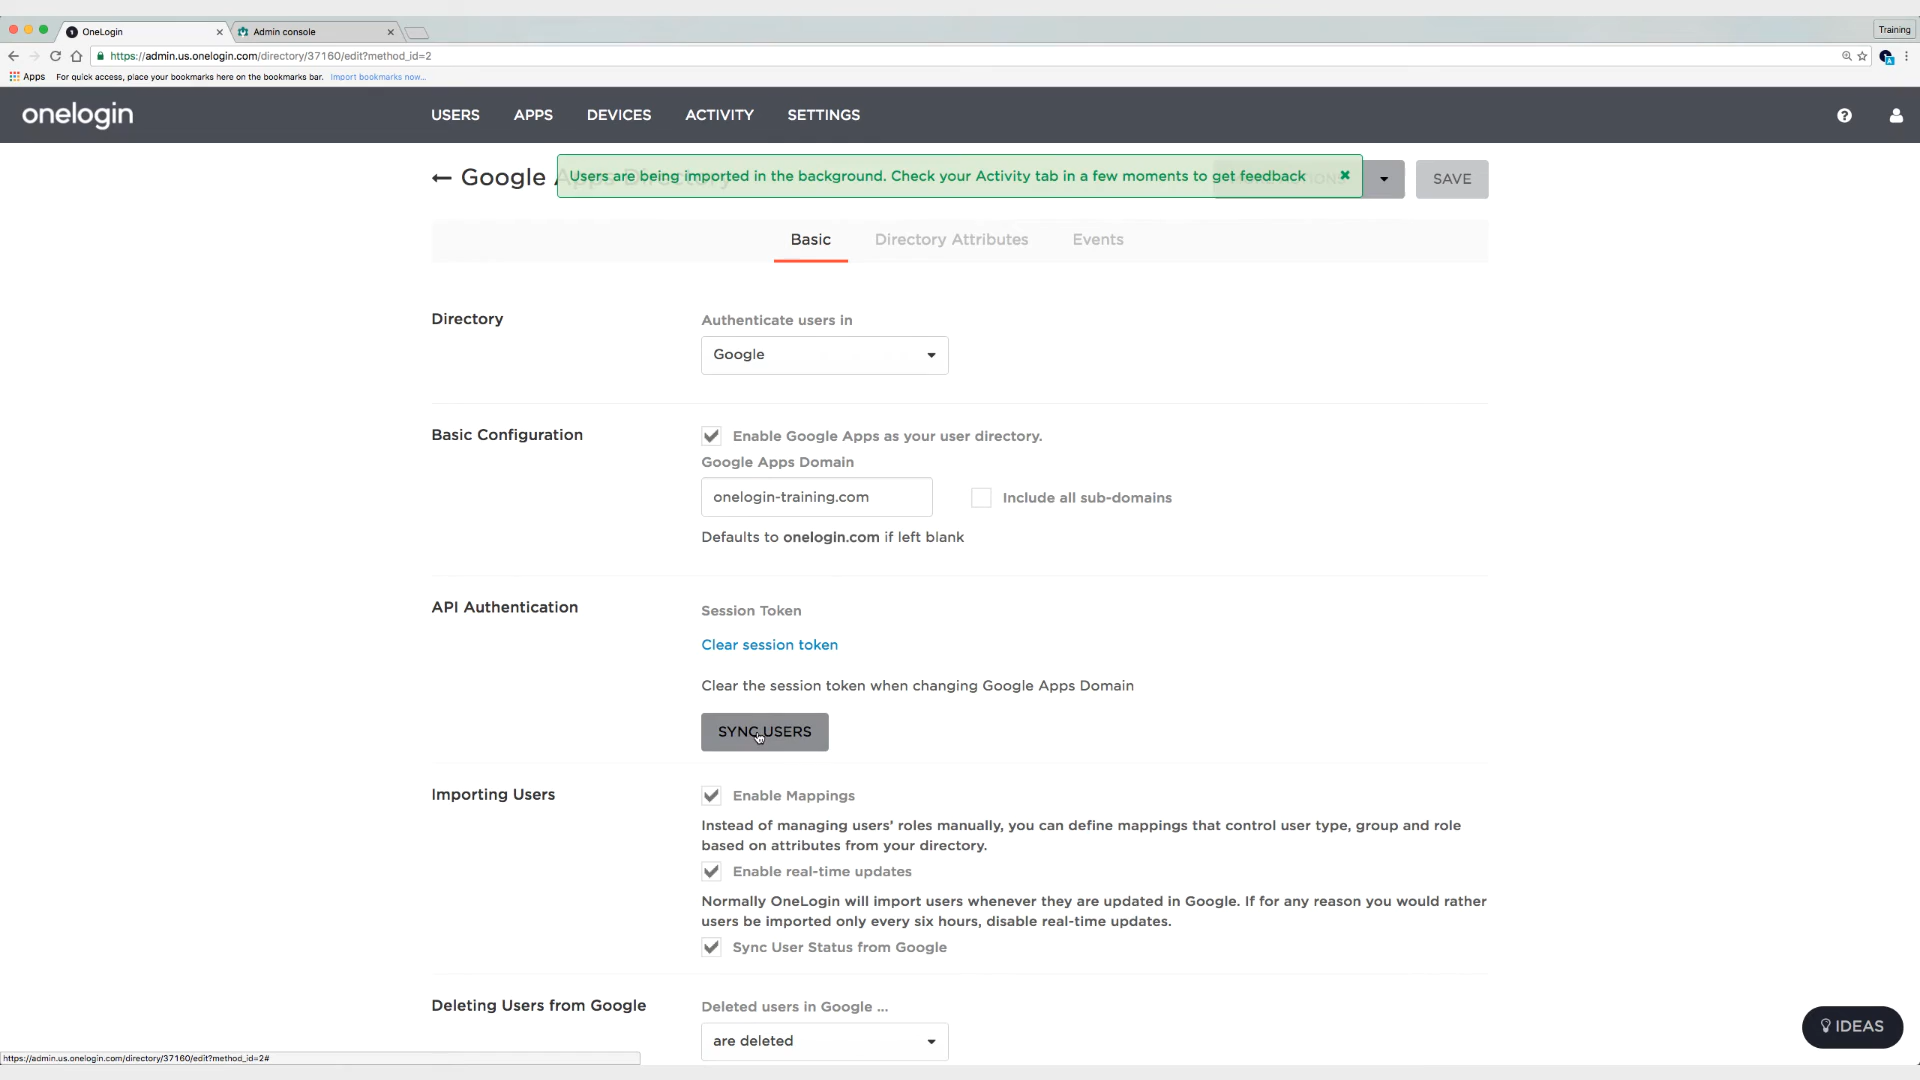 OneLogin
Admin console
Training
https://admin.us.onelogin.com/directory/37160/edit?method_id=2
Apps
For quick access, place your bookmarks here on the bookmarks bar.
Import bookmarks now...
onelogin
USERS
APPS
DEVICES
ACTIVITY
SETTINGS
Google Apps Directory
Users are being imported in the background. Check your Activity tab in a few moments to get feedback
SAVE
Basic
Directory Attributes
Events
Directory
Authenticate users in
Google
Basic Configuration
Enable Google Apps as your user directory.
Google Apps Domain
onelogin-training.com
Include all sub-domains
Defaults to onelogin.com if left blank
API Authentication
Session Token
Clear session token
Clear the session token when changing Google Apps Domain
SYNC USERS
Importing Users
Enable Mappings
Instead of managing users’ roles manually, you can define mappings that control user type, group and role
based on attributes from your directory.
Enable real-time updates
Normally OneLogin will import users whenever they are updated in Google. If for any reason you would rather
users be imported only every six hours, disable real-time updates.
Sync User Status from Google
Deleting Users from Google
Deleted users in Google ...
are deleted
IDEAS
https://admin.us.onelogin.com/directory/37160/edit?method_id=2#